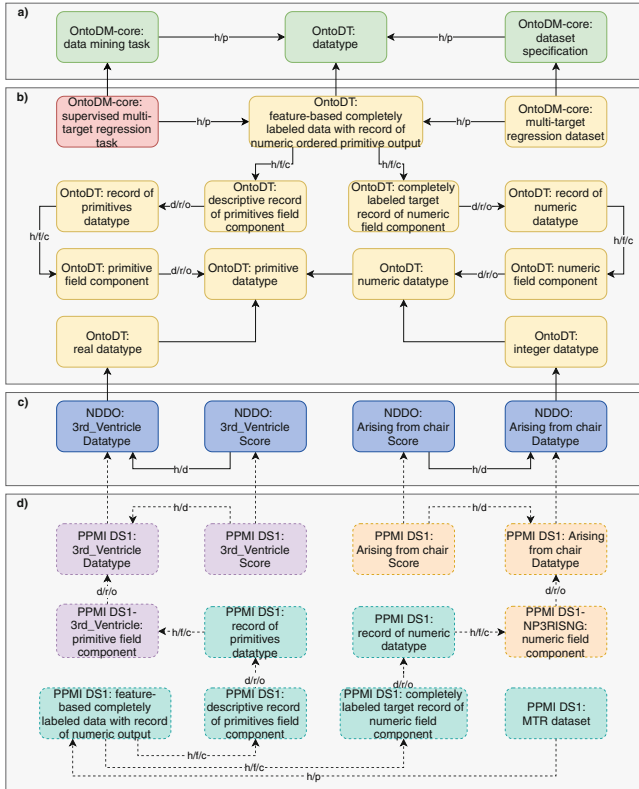 a)
OntoDM-core:
data mining task
h/p
OntoDT:
datatype
h/p
OntoDM-core:
dataset
specification
b)
OntoDM-core:
supervised multi-
target regression
task
h/p
OntoDT:
feature-based completely
labeled data with record of
numeric ordered primitive output
h/p
OntoDM-core:
multi-target
regression dataset
h/f/c
h/f/c
OntoDT: record of
primitives
datatype
d/r/o
OntoDT:
descriptive record
of primitives field
component
OntoDT: completely
labeled target
record of numeric
field component
d/r/o
OntoDT: record of
numeric
datatype
h/f/c
h/f/c
OntoDT: primitive
field component
d/r/o
OntoDT: primitive
datatype
OntoDT:
numeric datatype
d/r/o
OntoDT: numeric
field component
OntoDT:
real datatype
OntoDT:
integer datatype
c)
NDDO:
3rd_Ventricle
Datatype
NDDO:
3rd_Ventricle
Score
NDDO:
Arising from chair
Score
NDDO:
Arising from chair
Datatype
h/d
h/d
d)
h/d
h/d
PPMI DS1:
3rd_Ventricle
Datatype
PPMI DS1:
3rd_Ventricle
Score
PPMI DS1:
Arising from chair
Score
PPMI DS1: Arising
from chair
Datatype
d/r/o
d/r/o
PPMI DS1-
3rd_Ventricle:
primitive field
component
h/f/c
PPMI DS1:
record of
primitives
datatype
PPMI DS1:
record of numeric
datatype
h/f/c
PPMI DS1-
NP3RISNG:
numeric field
component
d/r/o
d/r/o
PPMI DS1: feature-
based completely
labeled data with record
of numeric output
PPMI DS1:
descriptive record
of primitives field
component
PPMI DS1: completely
labeled target record of
numeric field
component
PPMI DS1:
MTR dataset
h/f/c
h/f/c
h/p